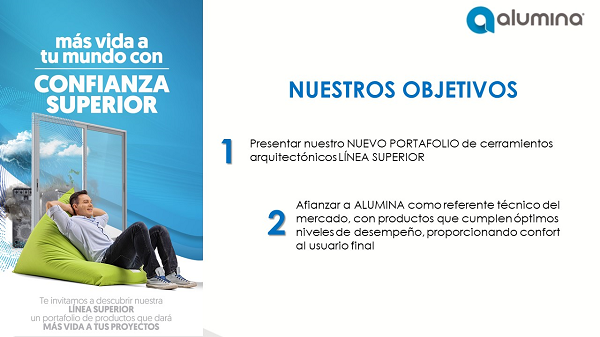 más vida a
tu mundo con
CONFIANZA
SUPERIOR
Te invitamos a descubrir nuestra
LÍNEA SUPERIOR
un portafolio de productos que dará
MÁS VIDA A TUS PROYECTOS
alumina
NUESTROS OBJETIVOS
1
Presentar nuestro NUEVO PORTAFOLIO de cerramientos
arquitectónicos LÍNEA SUPERIOR
2
Afianzar a ALUMINA como referente técnico del
mercado, con productos que cumplen óptimos
niveles de desempeño, proporcionando confort
al usuario final